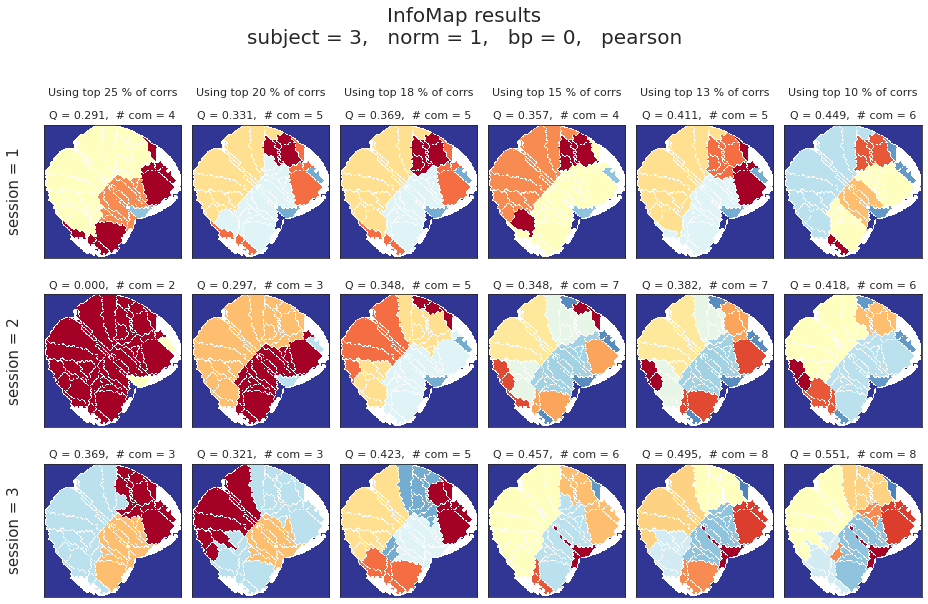 InfoMap results
subject = 3,   norm = 1,   bp = 0,   pearson
Using top 25 % of corrs
Using top 20 % of corrs
Using top 18 % of corrs
Using top 15 % of corrs
Using top 13 % of corrs
Using top 10 % of corrs
session = 1
Q = 0.291,  # com = 4
Q = 0.331,  # com = 5
Q = 0.369,  # com = 5
Q = 0.357,  # com = 4
Q = 0.411,  # com = 5
Q = 0.449,  # com = 6
session = 2
Q = 0.000,  # com = 2
Q = 0.297,  # com = 3
Q = 0.348,  # com = 5
Q = 0.348,  # com = 7
Q = 0.382,  # com = 7
Q = 0.418,  # com = 6
session = 3
Q = 0.369,  # com = 3
Q = 0.321,  # com = 3
Q = 0.423,  # com = 5
Q = 0.457,  # com = 6
Q = 0.495,  # com = 8
Q = 0.551,  # com = 8